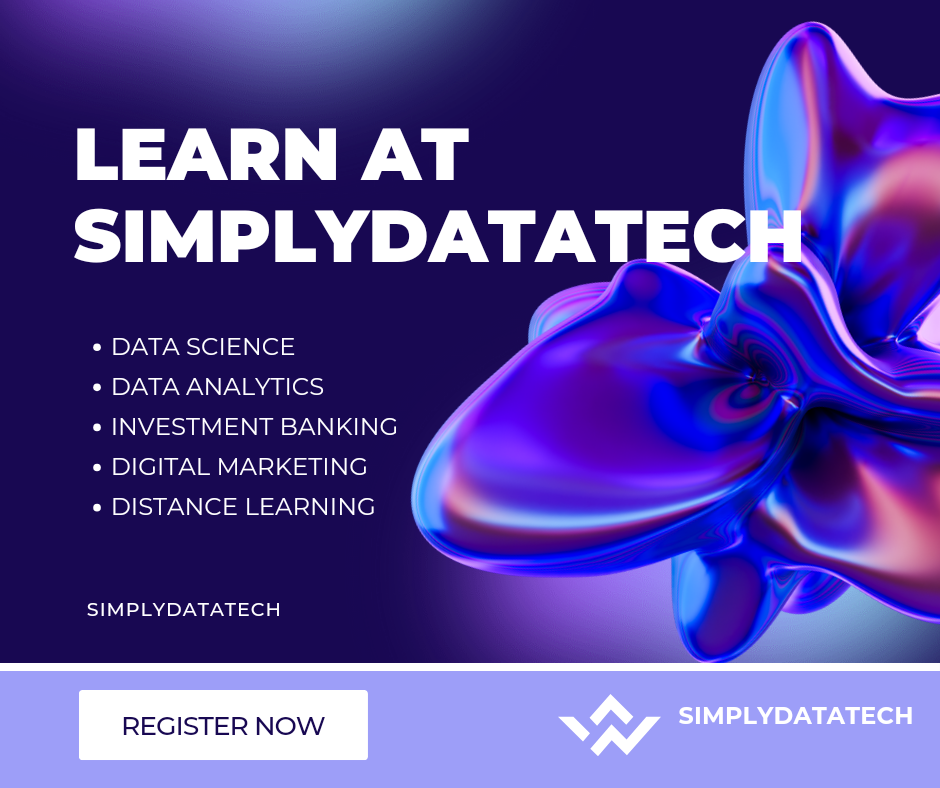 LEARN AT
SIMPLYDATATECH
• DATA SCIENCE
• DATA ANALYTICS
• INVESTMENT BANKING
• DIGITAL MARKETING
• DISTANCE LEARNING
SIMPLYDATATECH
REGISTER NOW
SIMPLYDATATECH